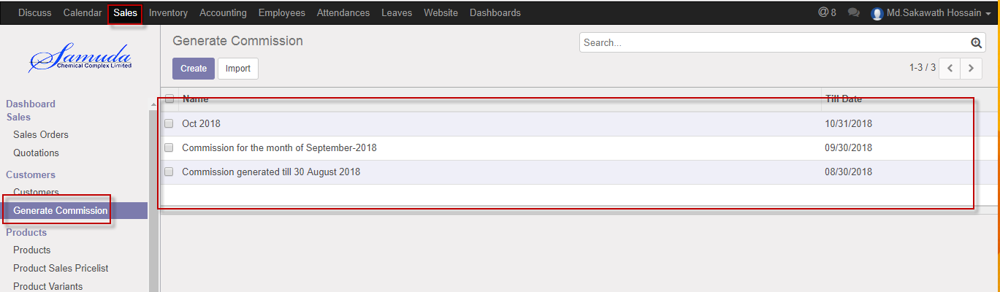 Discuss Calendar Sales Inventory Accounting Employees Attendances Leaves Website Dashboards @ 8 Md.Sakawath Hossain
Samuda
Chemical Complex Limited
Generate Commission
Search...
Create Import
1-3 / 3
Dashboard
Sales
Sales Orders
Quotations
Customers
Customers
Generate Commission
Products
Products
Product Sales Pricelist
Product Variants
Name Till Date
Oct 2018 10/31/2018
Commission for the month of September-2018 09/30/2018
Commission generated till 30 August 2018 08/30/2018